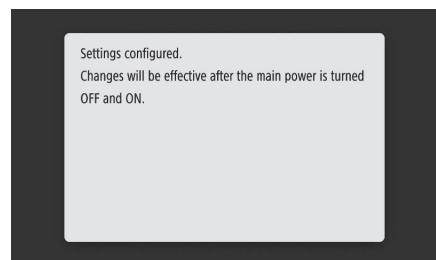 Settings configured.
Changes will be effective after the main power is turned
OFF and ON.